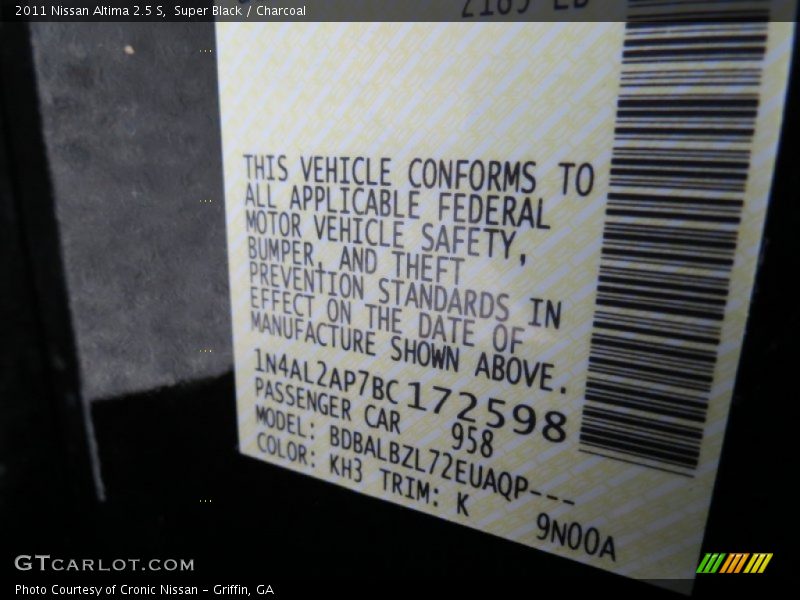 2011 Nissan Altima 2.5 S, Super Black / Charcoal
THIS VEHICLE CONFORMS TO
ALL APPLICABLE FEDERAL
MOTOR VEHICLE SAFETY,
BUMPER, AND THEFT
PREVENTION STANDARDS IN
EFFECT ON THE DATE OF
MANUFACTURE SHOWN ABOVE.
1N4AL2AP7BC172598
PASSENGER CAR 958
MODEL: BDBALBZL72EUAQP---
COLOR: KH3 TRIM: K
9N00A
GTCARLOT.COM
Photo Courtesy of Cronic Nissan - Griffin, GA